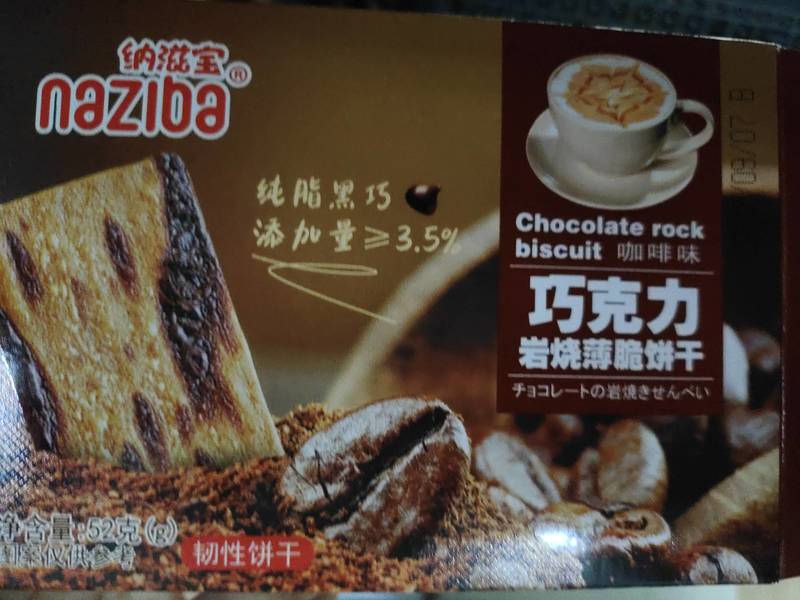 纳滋宝®
naziba
纯脂黑巧
添加量≥3.5%
Chocolate rock
biscuit 咖啡味
巧克力
岩烧薄脆饼干
チョコレートの岩焼きせんべい
净含量:52克(g)
图案仅供参考
韧性饼干